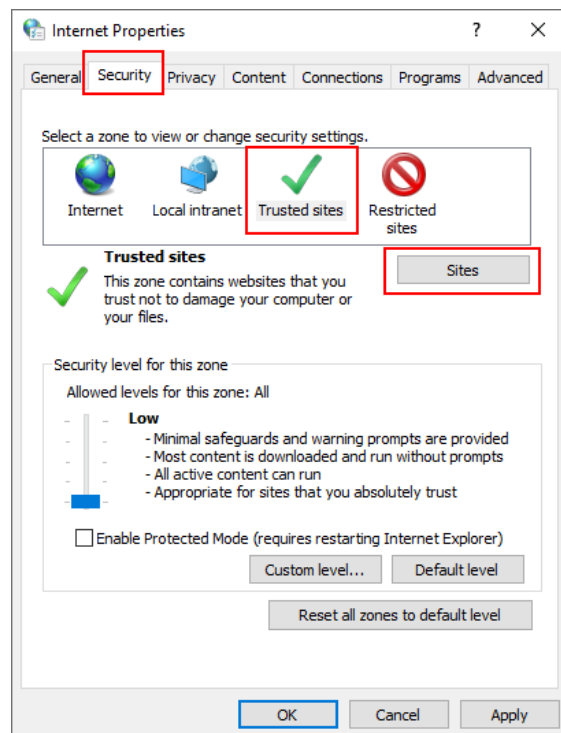 Internet Properties
?
General Security Privacy Content Connections Programs Advanced
Select a zone to view or change security settings.
Internet
Local intranet
Trusted sites
Restricted
sites
Trusted sites
This zone contains websites that you
trust not to damage your computer or
your files.
Sites
Security level for this zone
Allowed levels for this zone: All
Low
- Minimal safeguards and warning prompts are provided
- Most content is downloaded and run without prompts
- All active content can run
- Appropriate for sites that you absolutely trust
Enable Protected Mode (requires restarting Internet Explorer)
Custom level... Default level
Reset all zones to default level
OK Cancel Apply